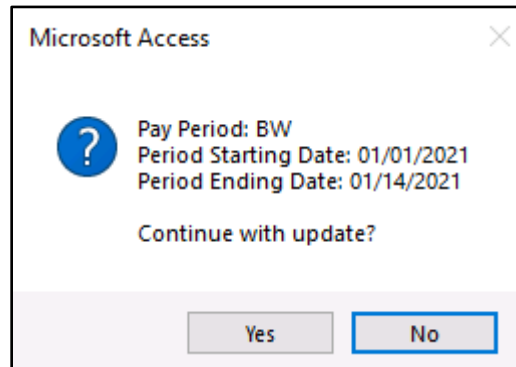 Microsoft Access
?
Pay Period: BW
Period Starting Date: 01/01/2021
Period Ending Date: 01/14/2021
Continue with update?
Yes
No